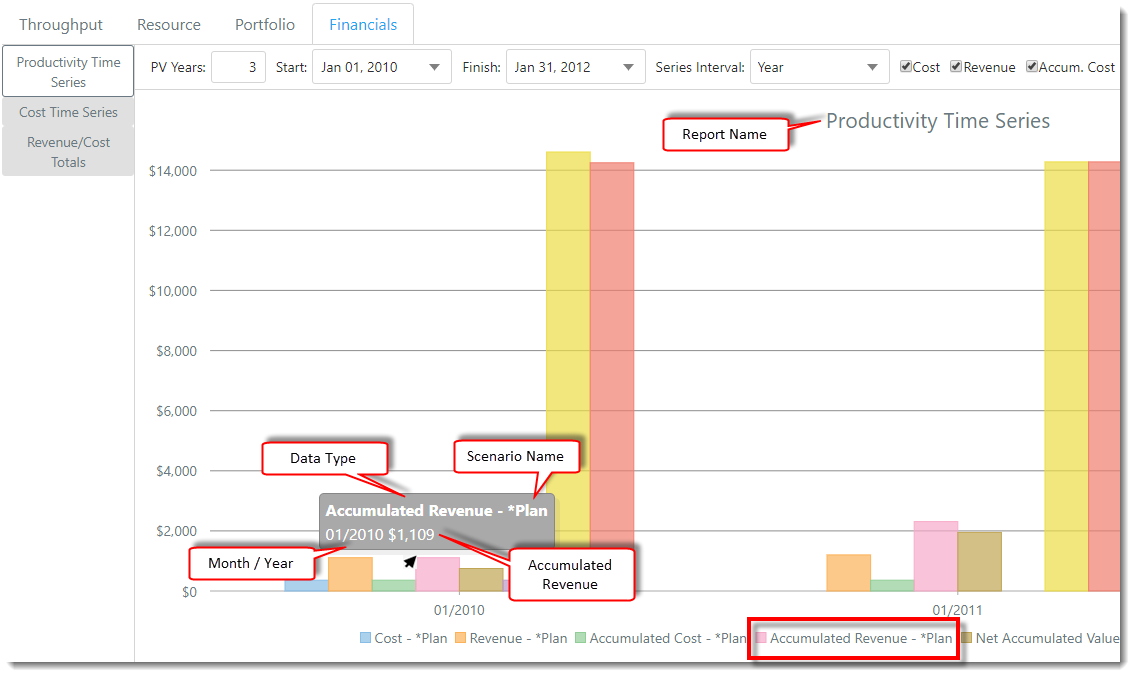 Throughput Resource Portfolio Financials
Productivity Time
Series
PV Years: 3 Start: Jan 01, 2010 Finish: Jan 31, 2012 Series Interval: Year Cost Revenue Accum. Cost
Cost Time Series
Revenue/Cost
Totals
Report Name
Productivity Time Series
$14,000
$12,000
$10,000
$8,000
$6,000
$4,000
$2,000
$0
Data Type
Scenario Name
Accumulated Revenue - *Plan
01/2010 $1,109
Month / Year
Accumulated
Revenue
01/2010 01/2011
Cost - *Plan Revenue - *Plan Accumulated Cost - *Plan Accumulated Revenue - *Plan Net Accumulated Value